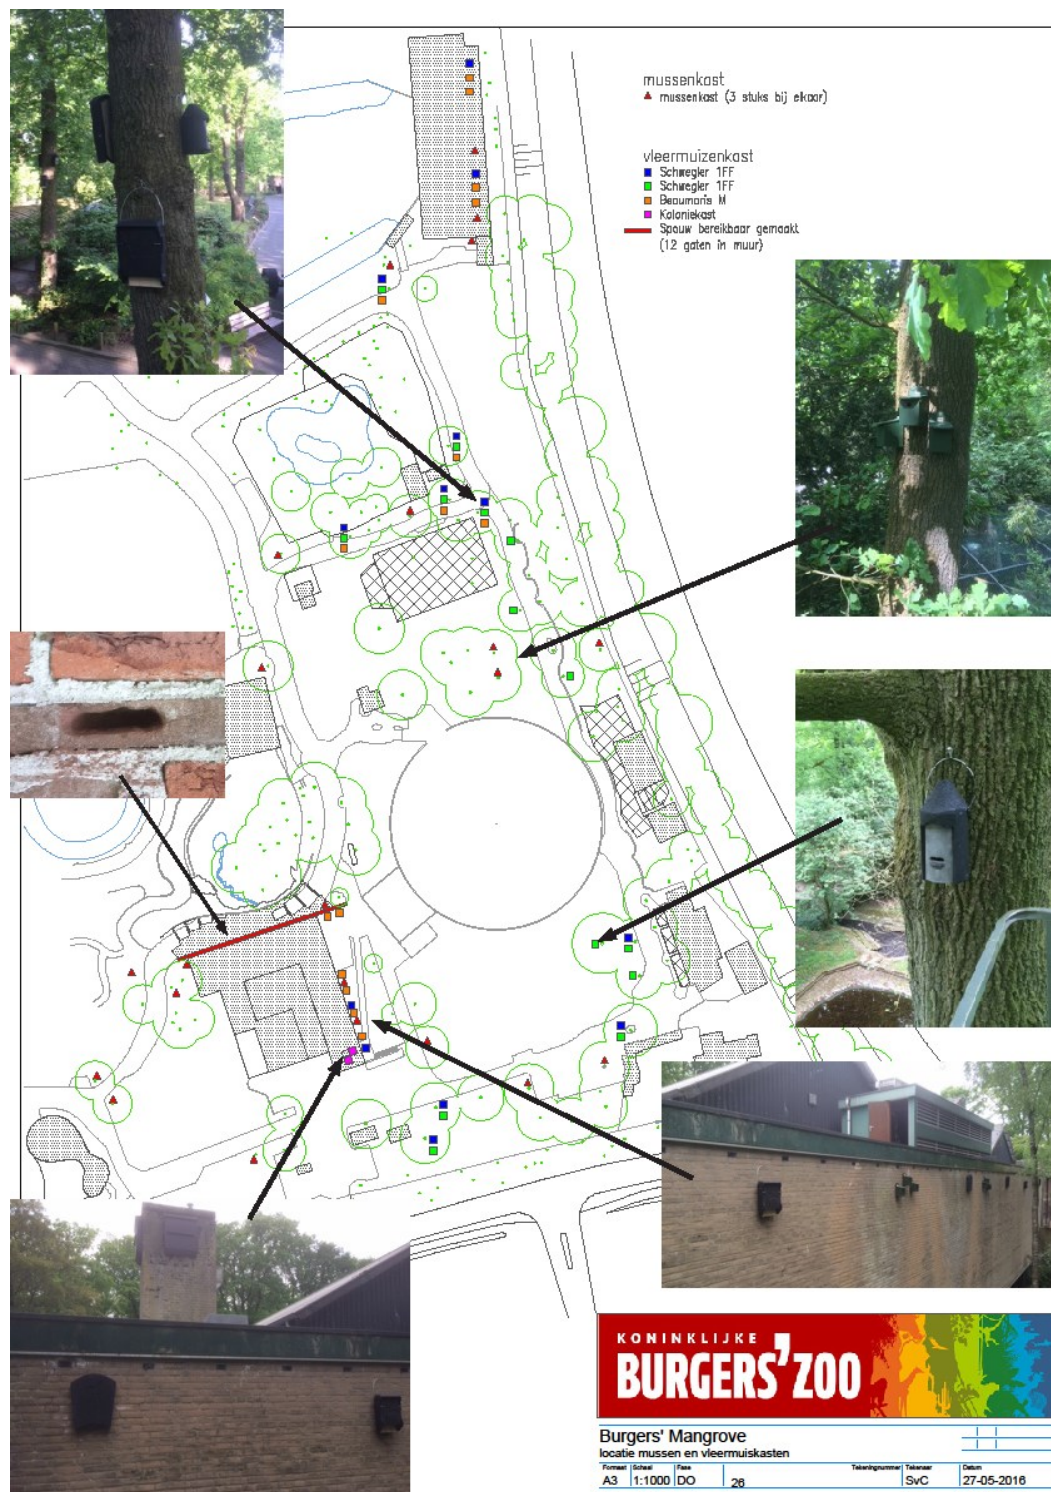 mussenkast
mussenkast (3 stuks bij elkaar)
vleermuizenkast
Schwegler 1FF
Schwegler 1FF
Beaumaris M
Koloniekast
Spouw bereikbaar gemaakt
(12 gaten in muur)
KONINKLIJKE
BURGERS' ZOO
Burgers' Mangrove
locatie mussen en vleermuiskasten
Formaat Schaal Fase Tekeningnummer Tekenaar Datum
A3 1:1000 DO 26 SvC 27-05-2016